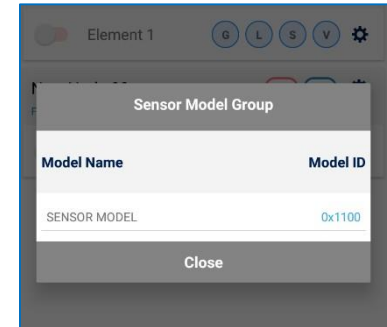 Element 1 G L S V
Sensor Model Group
Model Name Model ID
SENSOR MODEL 0x1100
Close